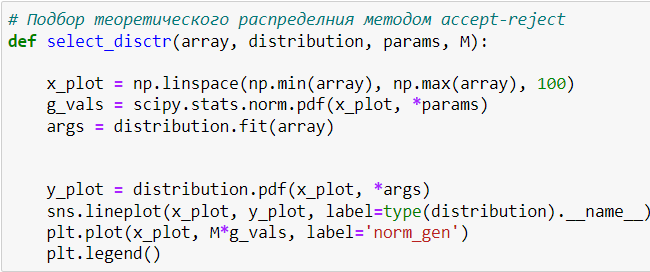 # Подбор теоретического распределния методом accept-reject
def select_disctr(array, distribution, params, M):
x_plot = np.linspace(np.min(array), np.max(array), 100)
g_vals = scipy.stats.norm.pdf(x_plot, *params)
args = distribution.fit(array)
y_plot = distribution.pdf(x_plot, *args)
sns.lineplot(x_plot, y_plot, label=type(distribution).__name__)
plt.plot(x_plot, M*g_vals, label='norm_gen')
plt.legend()